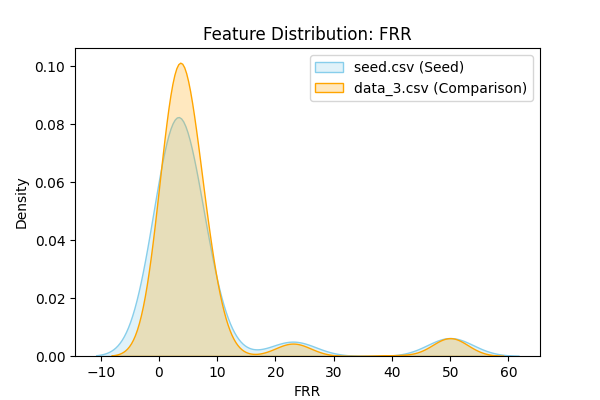 Feature Distribution: FRR
seed.csv (Seed)
data_3.csv (Comparison)
Density
0.10
0.08
0.06
0.04
0.02
0.00
−10
0
10
20
30
40
50
60
FRR